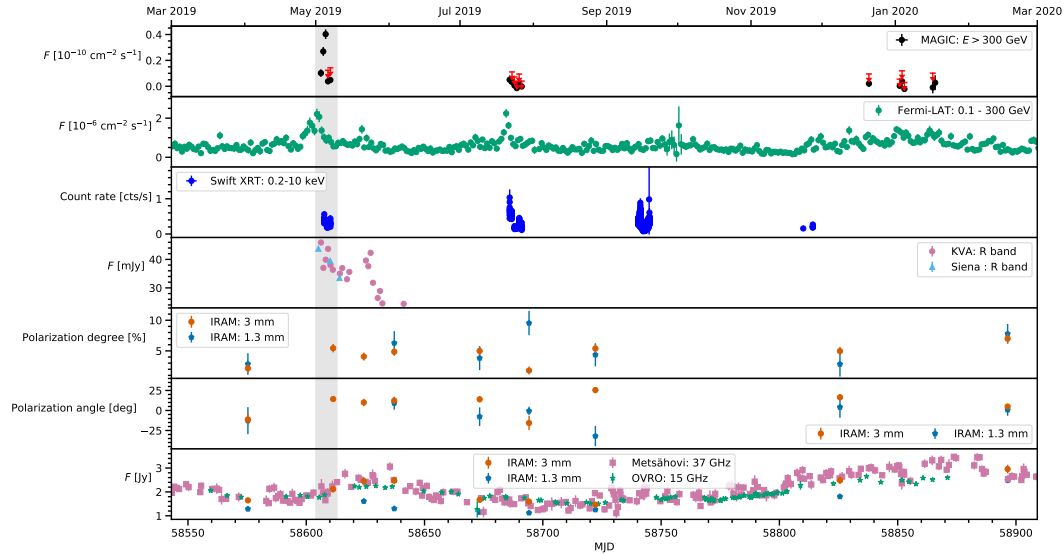 Mar 2019 May 2019 Jul 2019 Sep 2019 Nov 2019 Jan 2020 Mar 2020
F [10⁻¹⁰ cm⁻² s⁻¹]
0.4
0.2
0.0
MAGIC: E > 300 GeV
F [10⁻⁶ cm⁻² s⁻¹]
2
0
Fermi-LAT: 0.1 - 300 GeV
Count rate [cts/s]
1
0
Swift XRT: 0.2-10 keV
F [mJy]
40
30
KVA: R band
Siena : R band
Polarization degree [%]
10
5
IRAM: 3 mm
IRAM: 1.3 mm
Polarization angle [deg]
25
0
−25
IRAM: 3 mm IRAM: 1.3 mm
F [Jy]
3
2
1
IRAM: 3 mm Metsähovi: 37 GHz
IRAM: 1.3 mm OVRO: 15 GHz
58550 58600 58650 58700 58750 58800 58850 58900
MJD